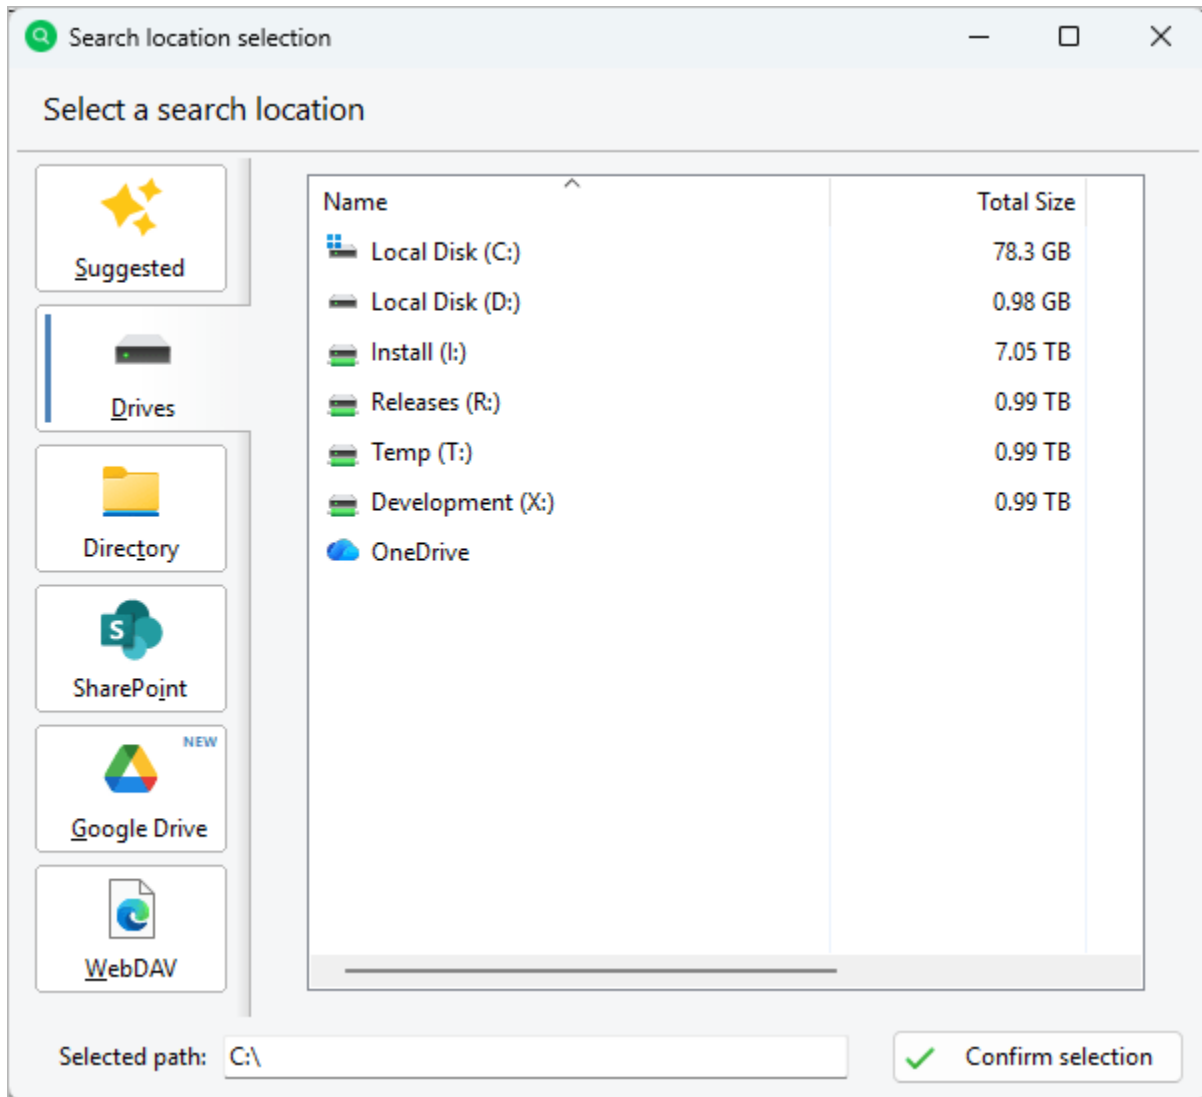 Search location selection
Select a search location
Suggested
Drives
Directory
S
SharePoint
NEW
Google Drive
WebDAV
Name Total Size
Local Disk (C:) 78.3 GB
Local Disk (D:) 0.98 GB
Install (I:) 7.05 TB
Releases (R:) 0.99 TB
Temp (T:) 0.99 TB
Development (X:) 0.99 TB
OneDrive
Selected path: C:\ Confirm selection